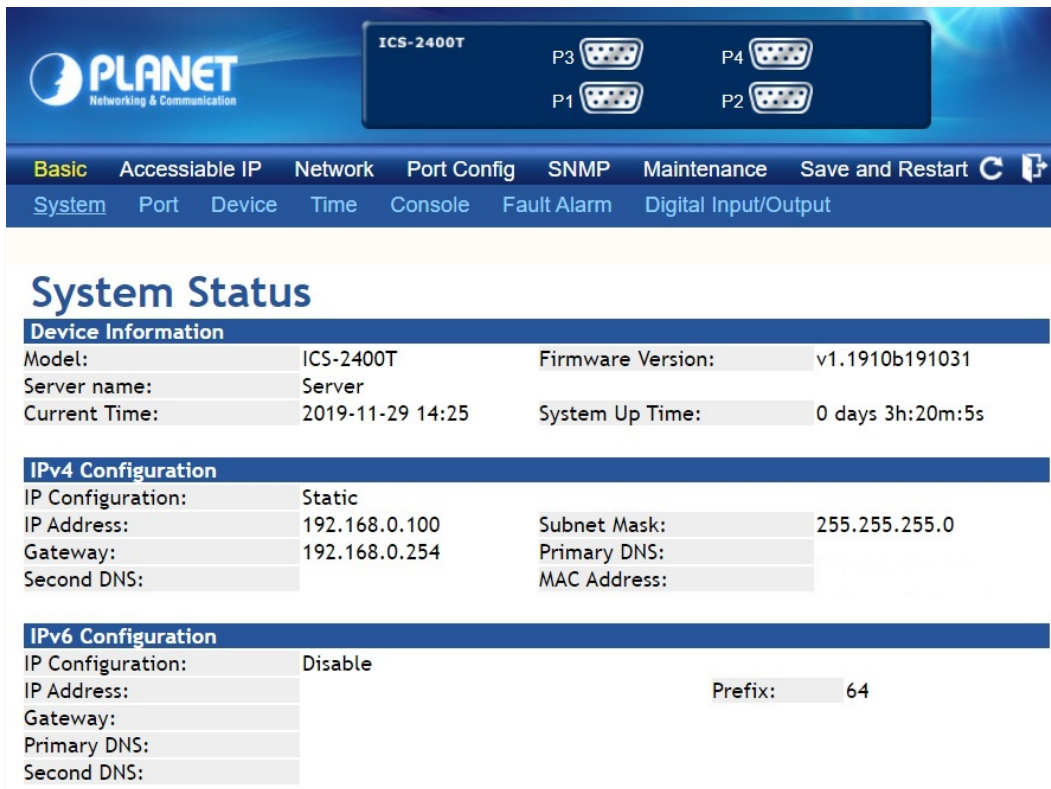 ICS-2400T
P3 P4
PLANET
Networking & Communication
P1 P2
Basic Accessiable IP Network Port Config SNMP Maintenance Save and Restart
System Port Device Time Console Fault Alarm Digital Input/Output
System Status
Device Information
Model: ICS-2400T Firmware Version: v1.1910b191031
Server name: Server
Current Time: 2019-11-29 14:25 System Up Time: 0 days 3h:20m:5s
IPv4 Configuration
IP Configuration: Static
IP Address: 192.168.0.100 Subnet Mask: 255.255.255.0
Gateway: 192.168.0.254 Primary DNS:
Second DNS: MAC Address:
IPv6 Configuration
IP Configuration: Disable
IP Address: Prefix: 64
Gateway:
Primary DNS:
Second DNS: